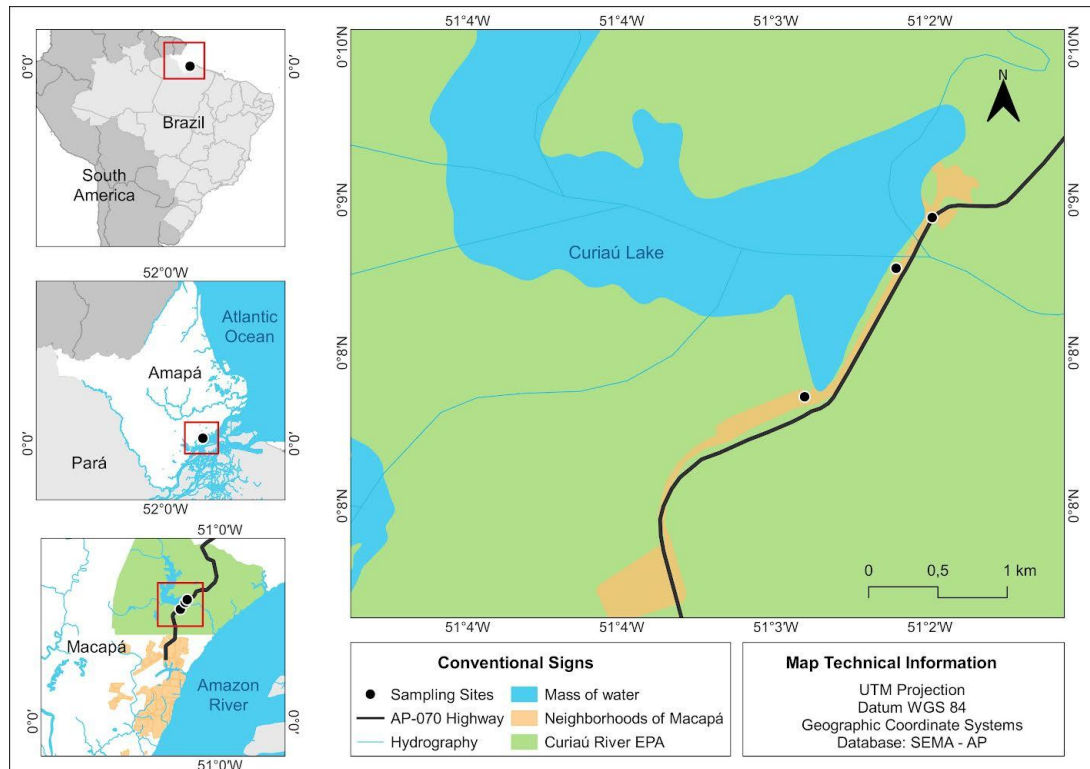 0°0'
0°0'
Brazil
South
America
52°0'W
Atlantic
Ocean
Amapá
Pará
0°0'
0°0'
52°0'W
51°0'W
Macapá
Amazon
River
0°0'
0°0'
51°0'W
51°4'W
51°4'W
51°3'W
51°2'W
0°10'N
0°9'N
0°8'N
0°8'N
0°10'N
0°9'N
0°8'N
0°8'N
N
Curiaú Lake
0
0,5
1 km
51°4'W
51°4'W
51°3'W
51°2'W
Conventional Signs
Sampling Sites
AP-070 Highway
Hydrography
Mass of water
Neighborhoods of Macapá
Curiaú River EPA
Map Technical Information
UTM Projection
Datum WGS 84
Geographic Coordinate Systems
Database: SEMA - AP